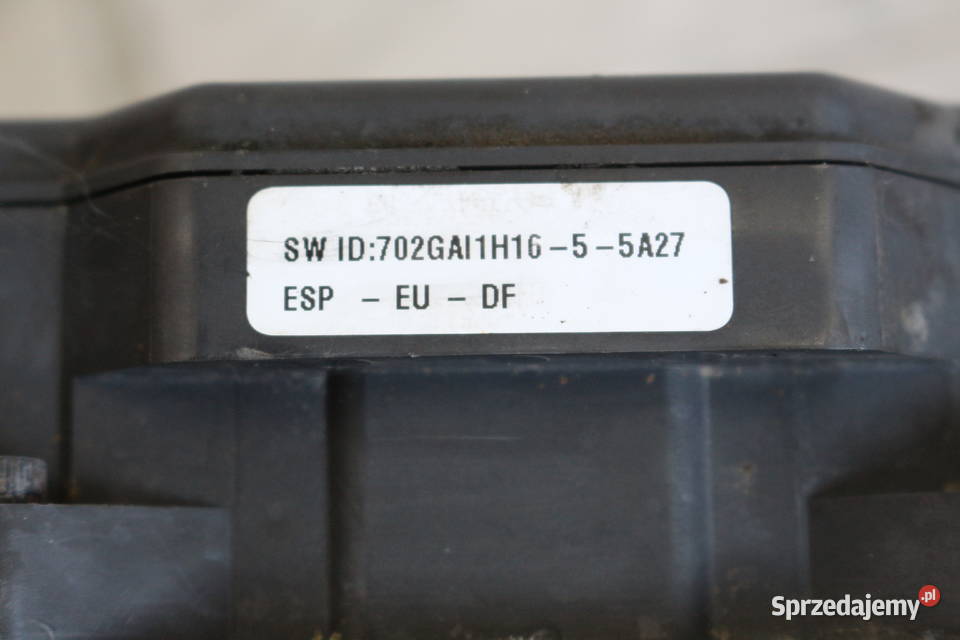 SW ID:702GAI1H16-5-5A27
ESP - EU - DF
Sprzedajemy.pl